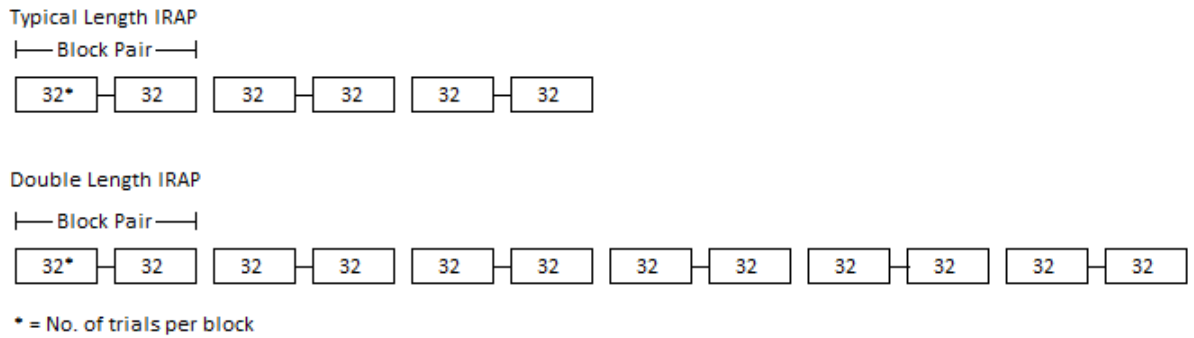 Typical Length IRAP
Block Pair
32* 32 32 32 32 32
Double Length IRAP
Block Pair
32* 32 32 32 32 32 32 32 32 32 32 32
* = No. of trials per block